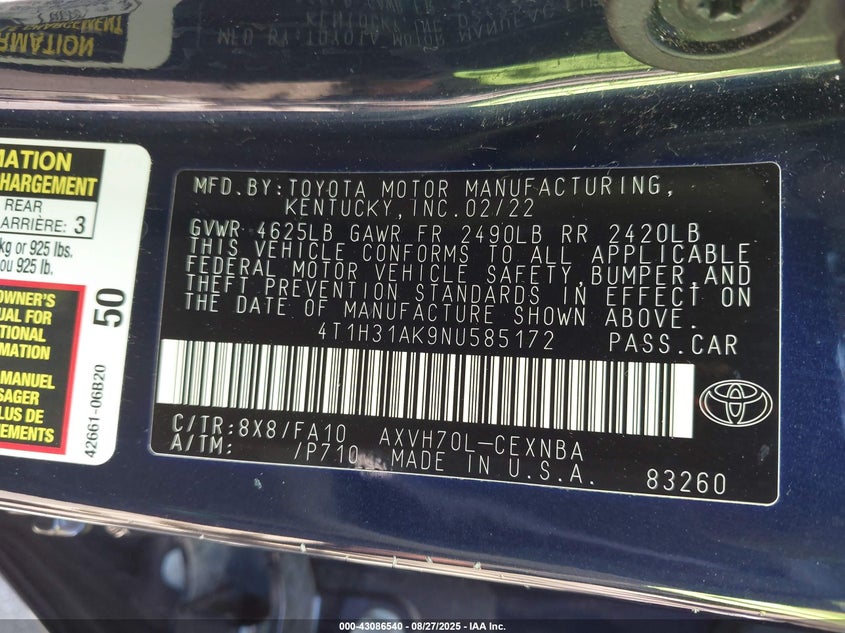 MATION
CHARGEMENT
REAR
ARRIÈRE: 3
kg or 925 lbs.
ou 925 lb.
OWNER'S
UAL FOR
TIONAL
RMATION
MANUEL
SAGER
PLUS DE
EMENTS
50
42661-06B20
MFD.BY:TOYOTA MOTOR MANUFACTURING,
KENTUCKY,INC.02/22
GVWR 4625LB GAWR FR 2490LB RR 2420LB
THIS VEHICLE CONFORMS TO ALL APPLICABLE
FEDERAL MOTOR VEHICLE SAFETY,BUMPER,AND
THEFT PREVENTION STANDARDS IN EFFECT ON
THE DATE OF MANUFACTURE SHOWN ABOVE.
4T1H31AK9NU585172 PASS.CAR
C/TR:8X8/FA10 AXVH70L-CEXNBA
A/TM: /P710 MADE IN U.S.A. 83260
000-43086540 - 08/27/2025 - IAA Inc.